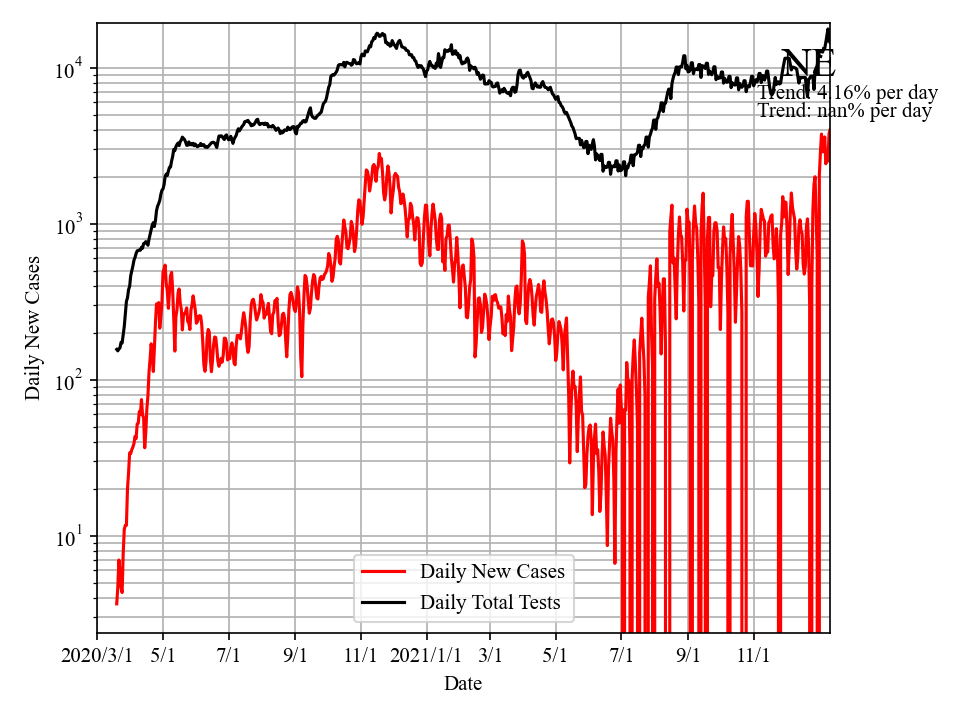 NE
Trend: 4.16% per day
Trend: nan% per day
Daily New Cases
10^4
10^3
10^2
10^1
Daily New Cases
Daily Total Tests
2020/3/1 5/1 7/1 9/1 11/1 2021/1/1 3/1 5/1 7/1 9/1 11/1
Date